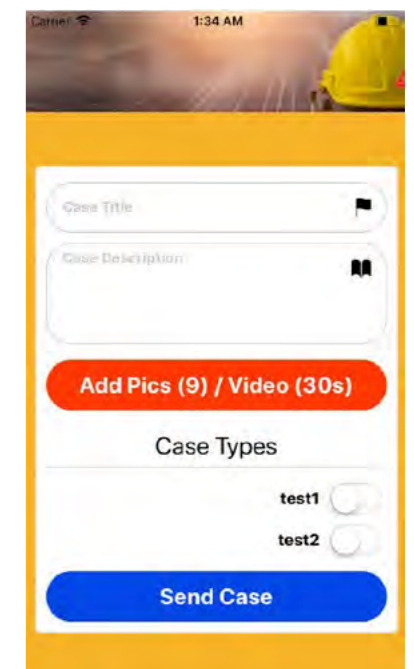 Carrier 1:34 AM
Case Title
Case Description
Add Pics (9) / Video (30s)
Case Types
test1
test2
Send Case